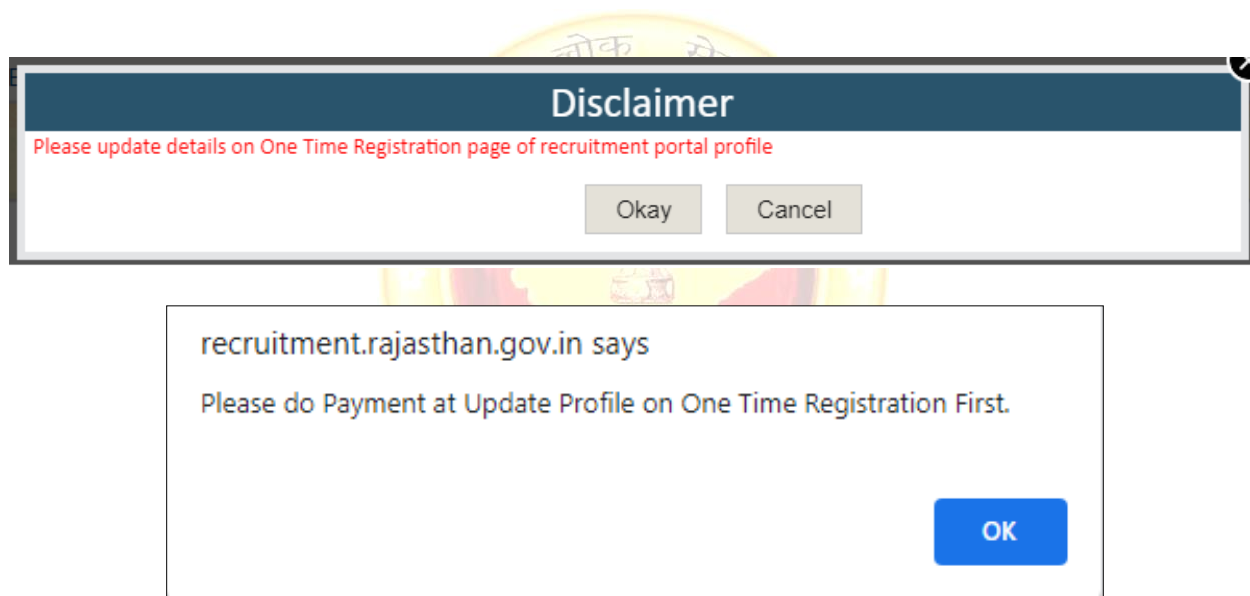 लोक से
Disclaimer
Please update details on One Time Registration page of recruitment portal profile
Okay Cancel
recruitment.rajasthan.gov.in says
Please do Payment at Update Profile on One Time Registration First.
OK